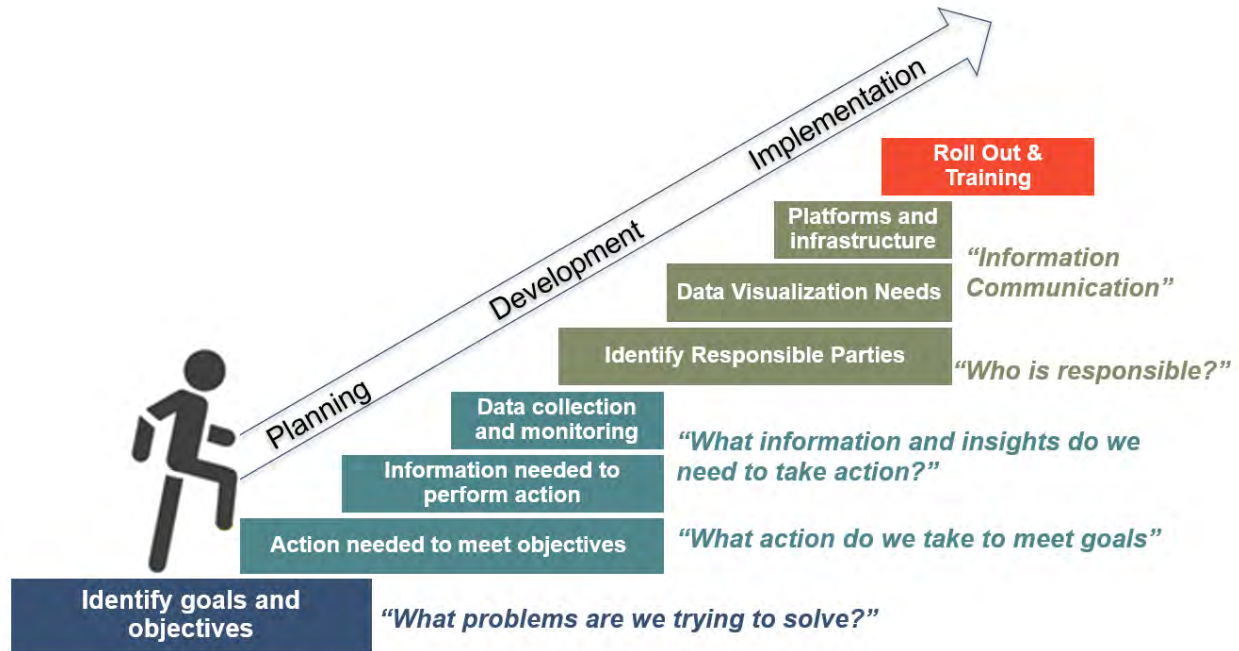 Implementation
Roll Out &
Training
Platforms and
infrastructure
“Information
Communication”
Development
Data Visualization Needs
Identify Responsible Parties
“Who is responsible?”
Planning
Data collection
and monitoring
“What information and insights do we
need to take action?”
Information needed to
perform action
Action needed to meet objectives
“What action do we take to meet goals”
Identify goals and
objectives
“What problems are we trying to solve?”